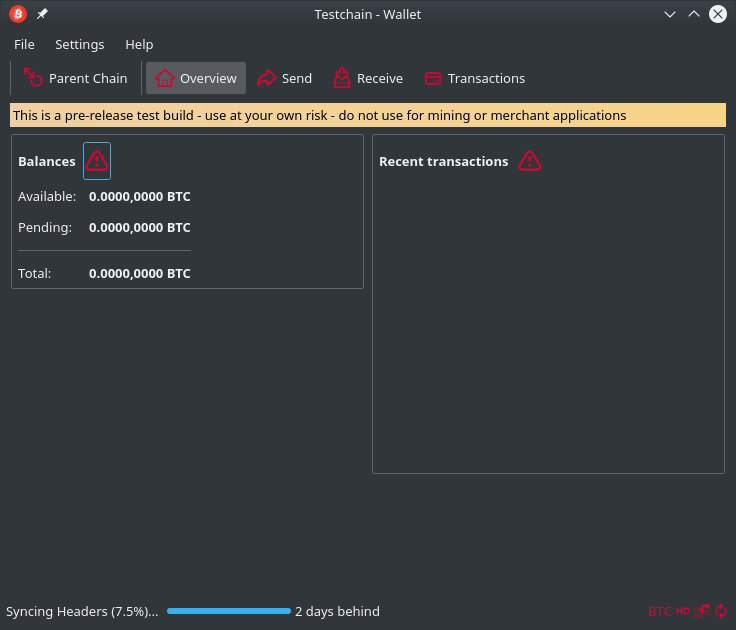 Testchain - Wallet
File Settings Help
Parent Chain Overview Send Receive Transactions
This is a pre-release test build - use at your own risk - do not use for mining or merchant applications
Balances
Available: 0.0000,0000 BTC
Pending: 0.0000,0000 BTC
Total: 0.0000,0000 BTC
Recent transactions
Syncing Headers (7.5%)... 2 days behind
BTC HD